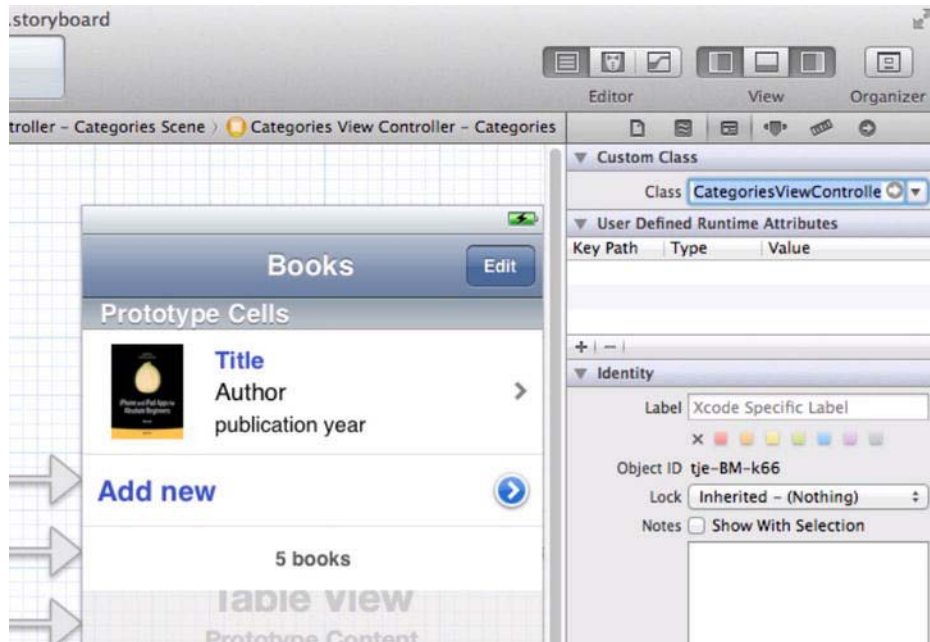 .storyboard
Editor
View
Organizer
troller – Categories Scene
Categories View Controller – Categories
Custom Class
Class CategoriesViewControlle
User Defined Runtime Attributes
Key Path Type Value
Identity
Label Xcode Specific Label
Object ID tje-BM-k66
Lock Inherited – (Nothing)
Notes Show With Selection
Books
Edit
Prototype Cells
Title
Author
publication year
Add new
5 books
Table View
Prototype Content